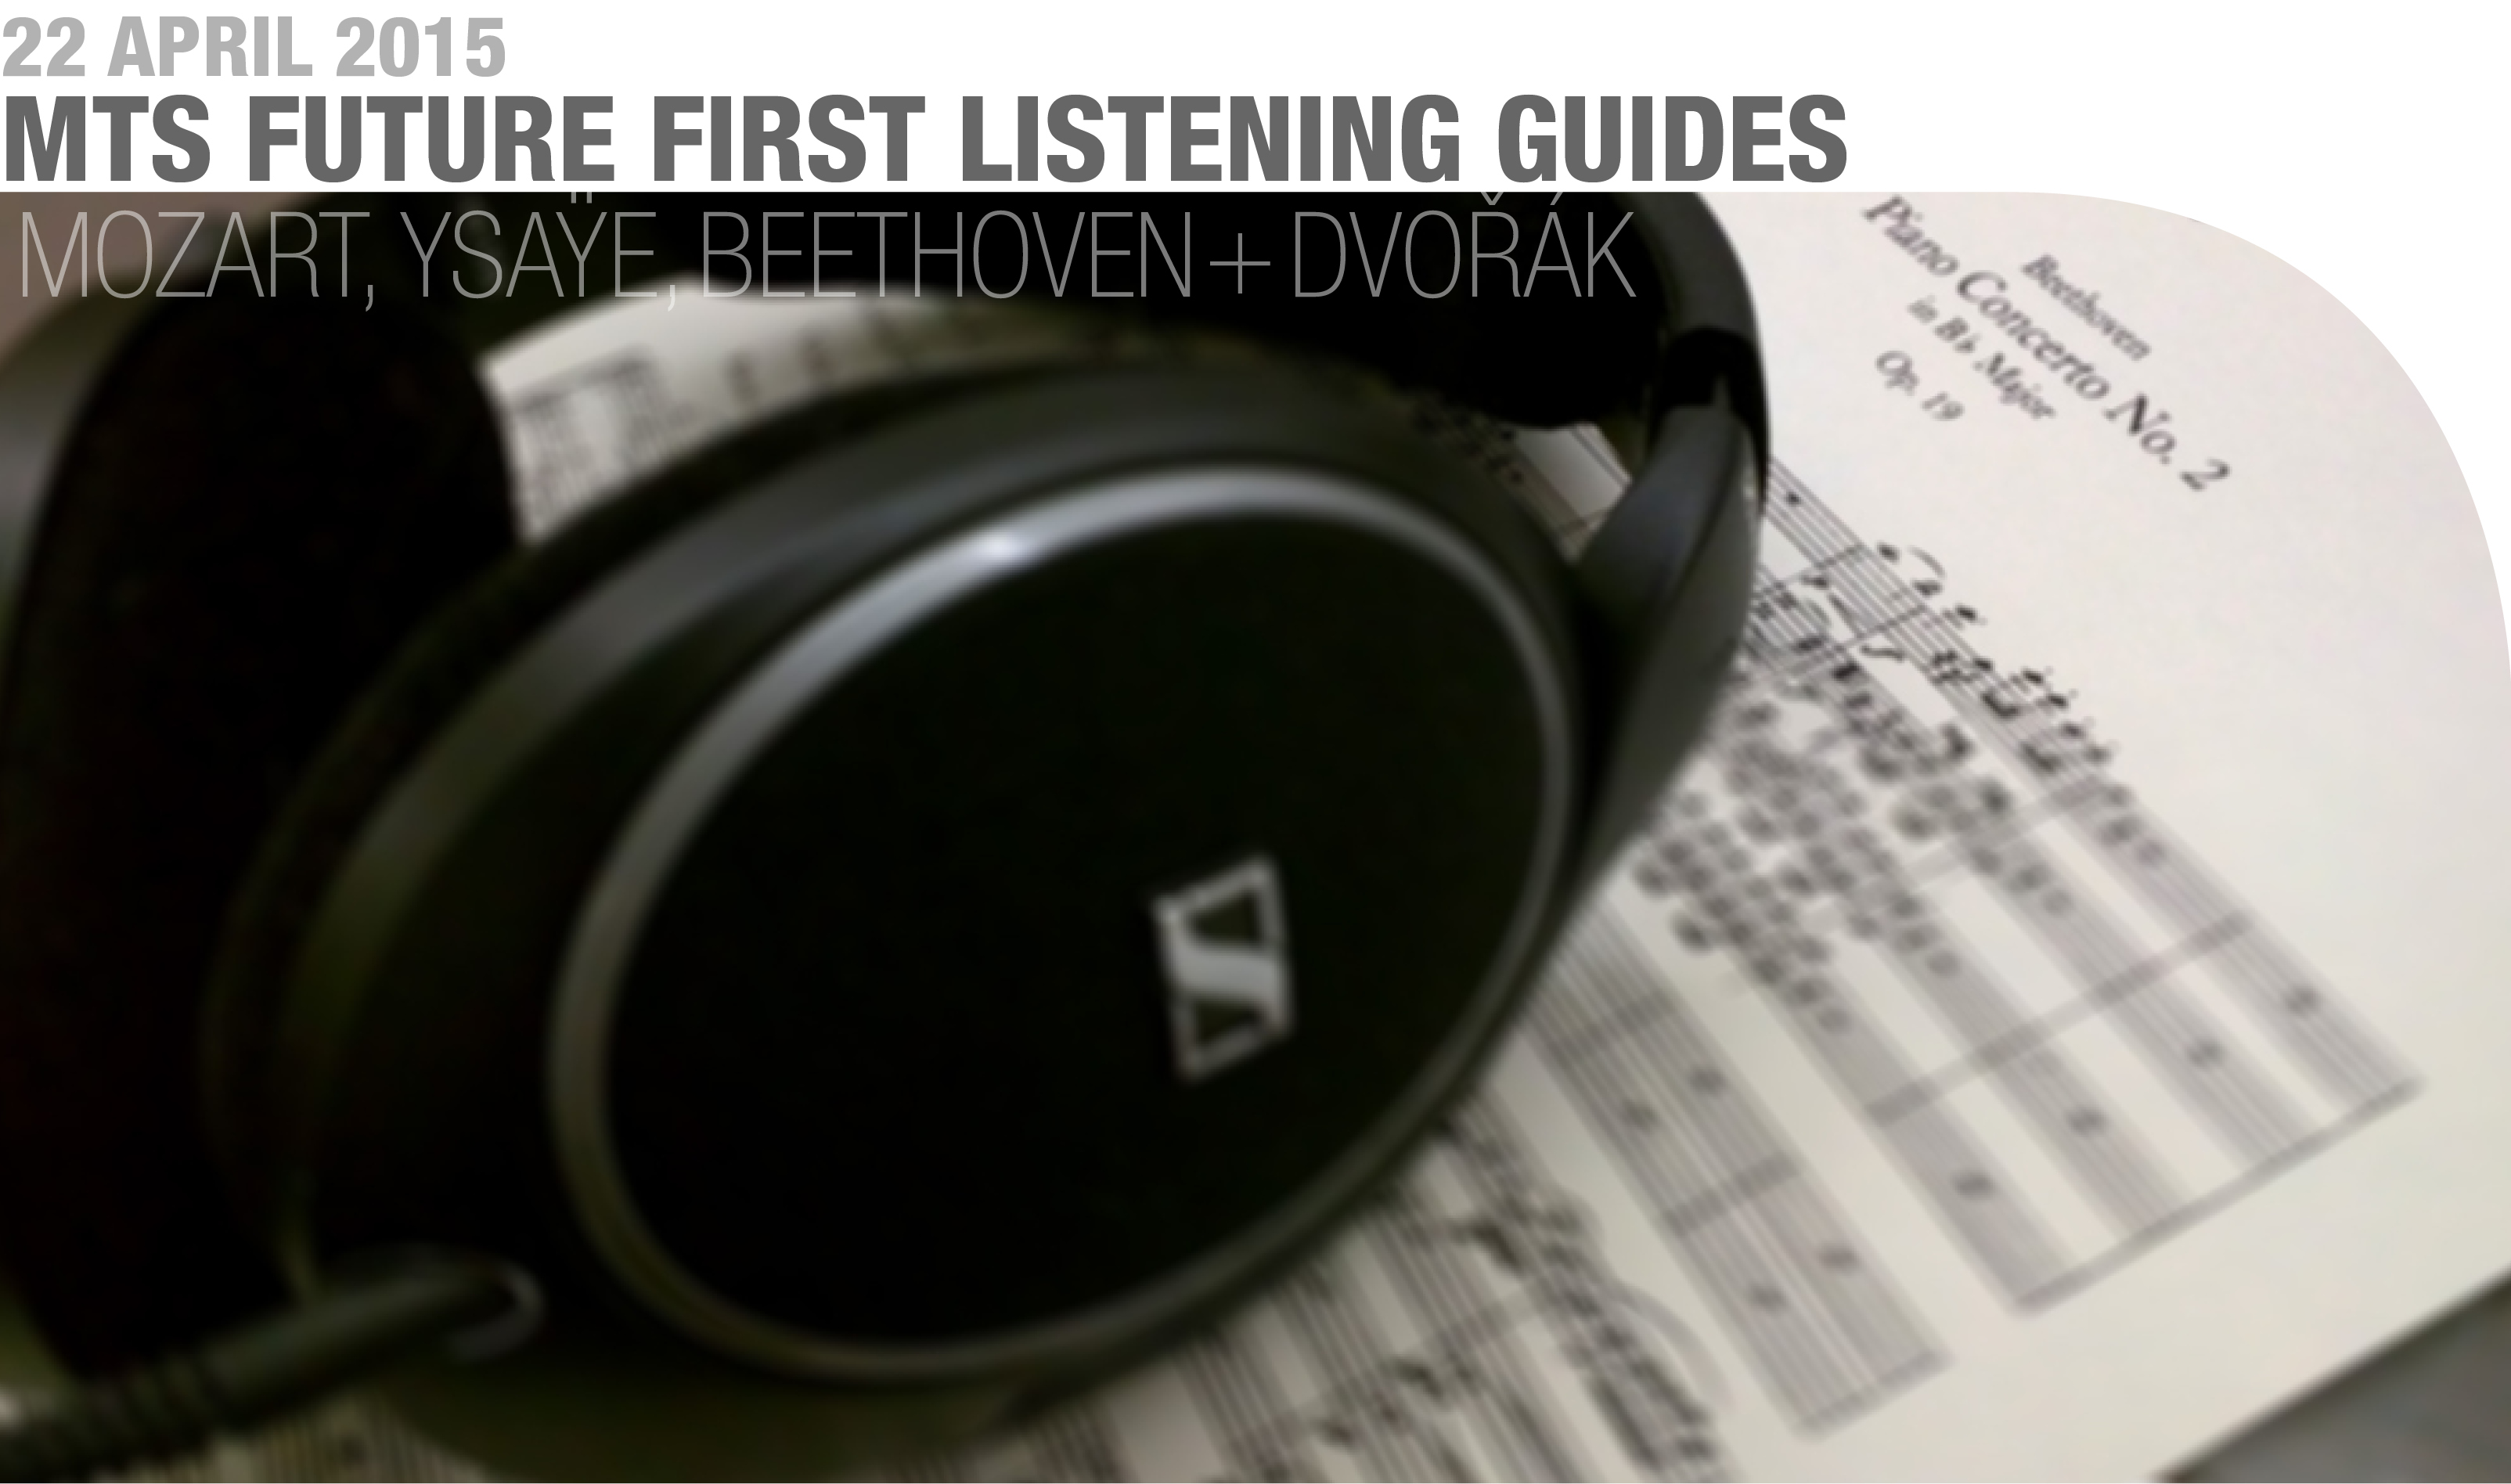 22 APRIL 2015
MTS FUTURE FIRST LISTENING GUIDES
MOZART, YSAŸE, BEETHOVEN + DVOŘÁK
Beethoven
Piano Concerto No. 2
in B♭ Major
Op. 19